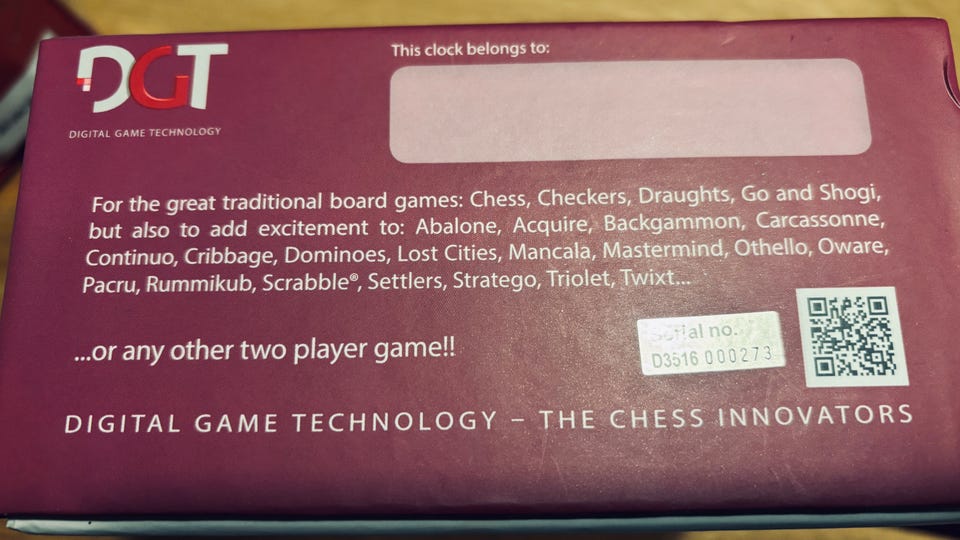 DGT
DIGITAL GAME TECHNOLOGY
This clock belongs to:
For the great traditional board games: Chess, Checkers, Draughts, Go and Shogi,
but also to add excitement to: Abalone, Acquire, Backgammon, Carcassonne,
Continuo, Cribbage, Dominoes, Lost Cities, Mancala, Mastermind, Othello, Oware,
Pacru, Rummikub, Scrabble®, Settlers, Stratego, Triolet, Twixt...
...or any other two player game!!
Serial no.
D3516 000273
DIGITAL GAME TECHNOLOGY – THE CHESS INNOVATORS